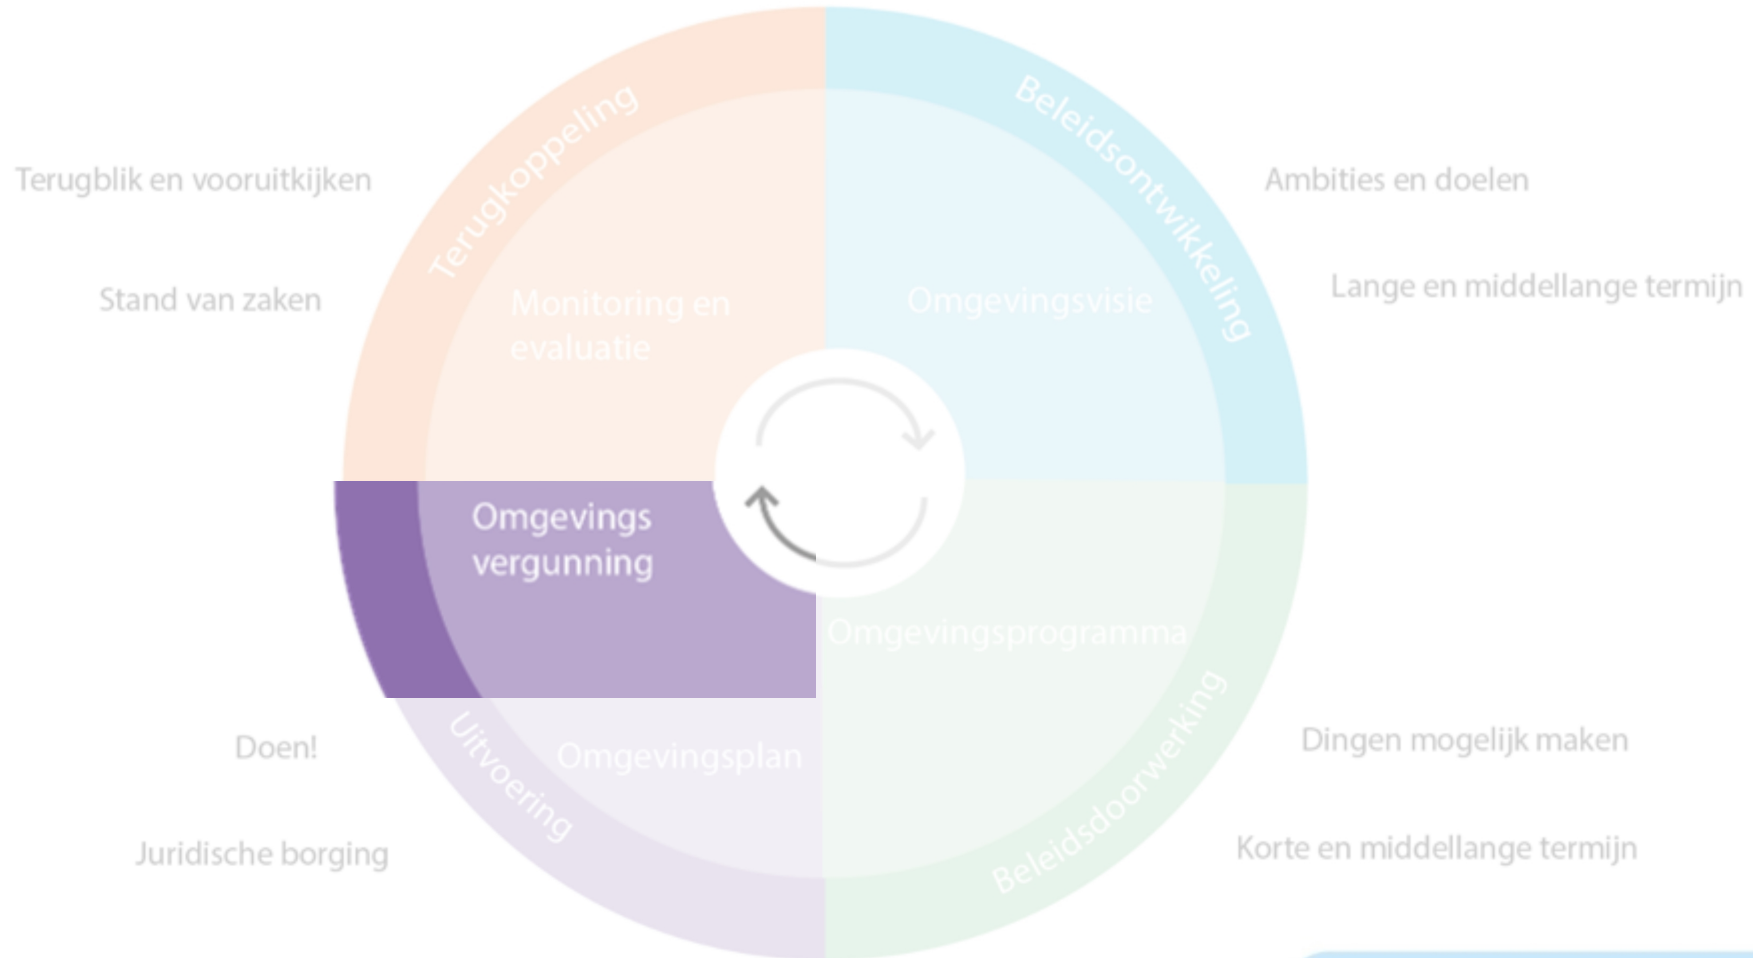 Terugkoppeling
Beleidsontwikkeling
Terugblik en vooruitkijken
Ambities en doelen
Stand van zaken
Lange en middellange termijn
Monitoring en
evaluatie
Omgevingsvisie
Omgevings
vergunning
Omgevingsprogramma
Doen!
Uitvoering
Omgevingsplan
Beleidsdoorwerking
Dingen mogelijk maken
Juridische borging
Korte en middellange termijn